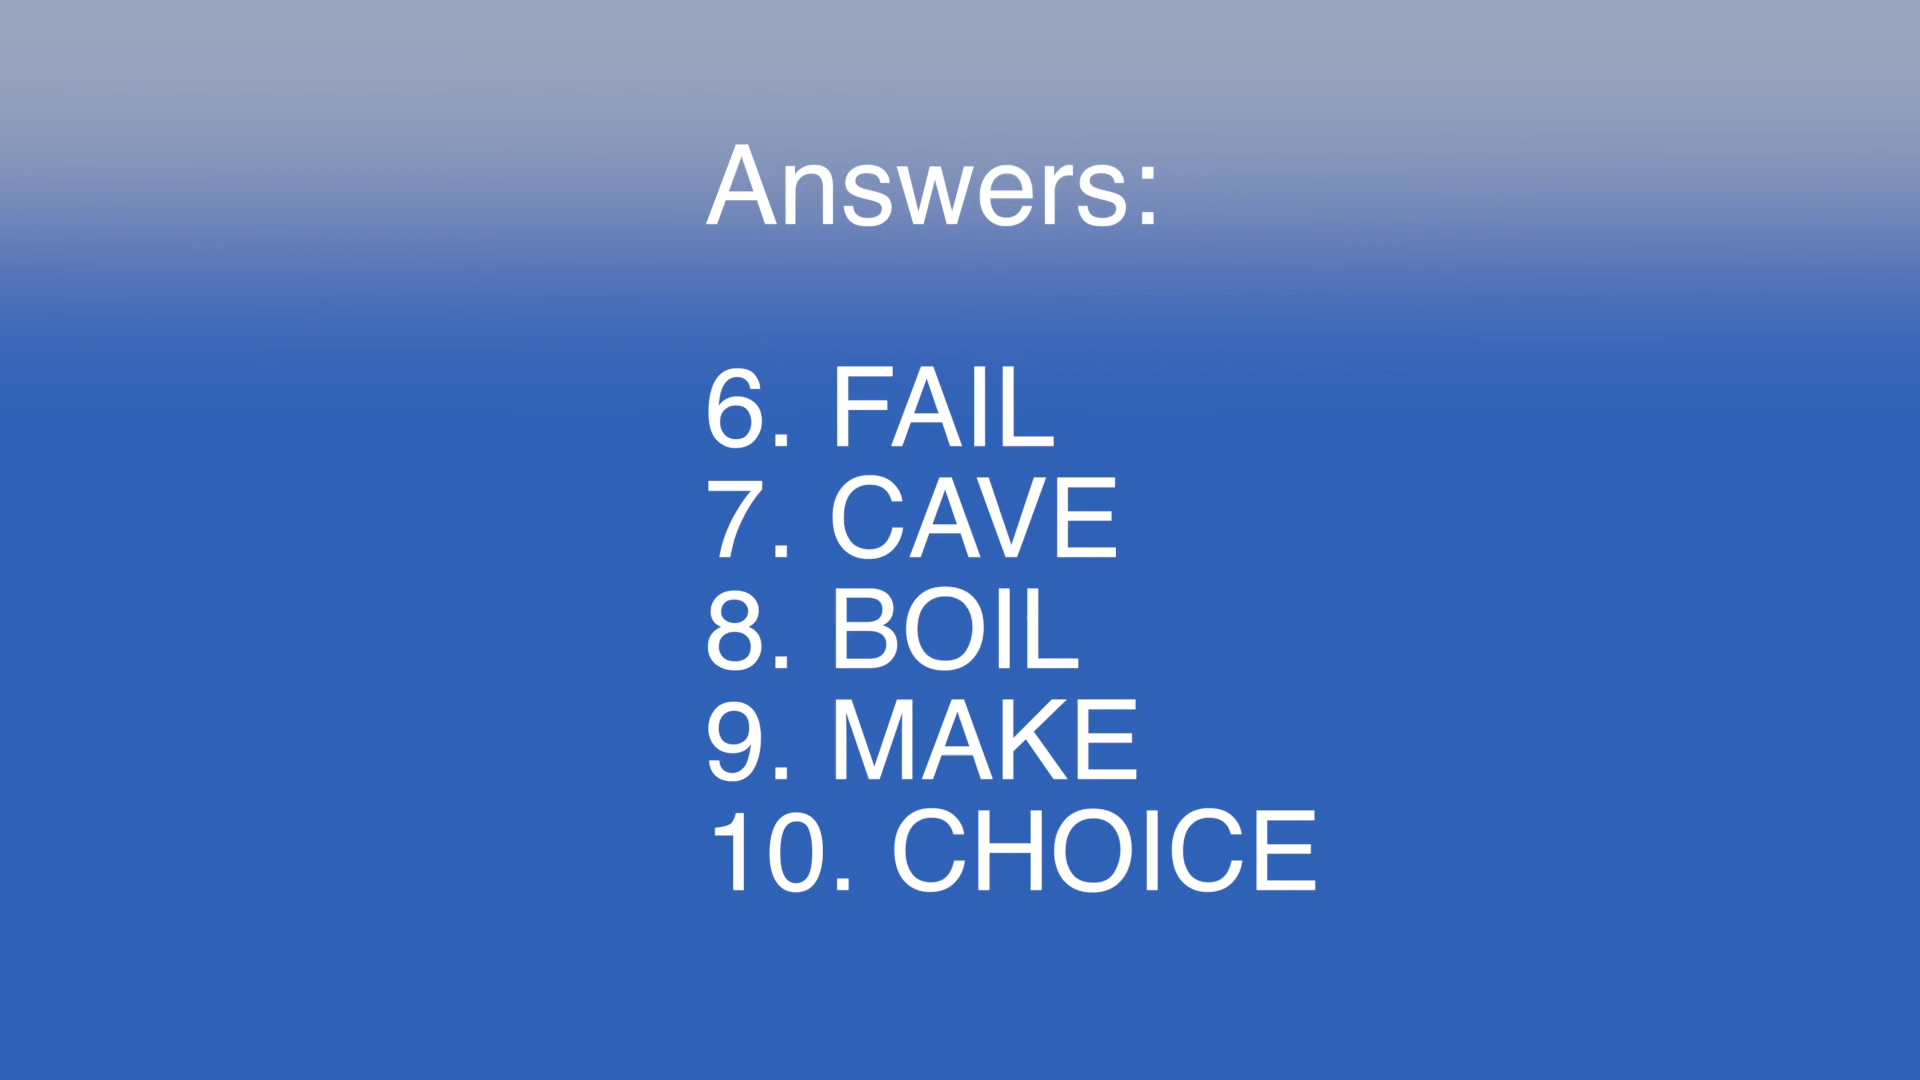 Answers:
6. FAIL
7. CAVE
8. BOIL
9. MAKE
10. CHOICE